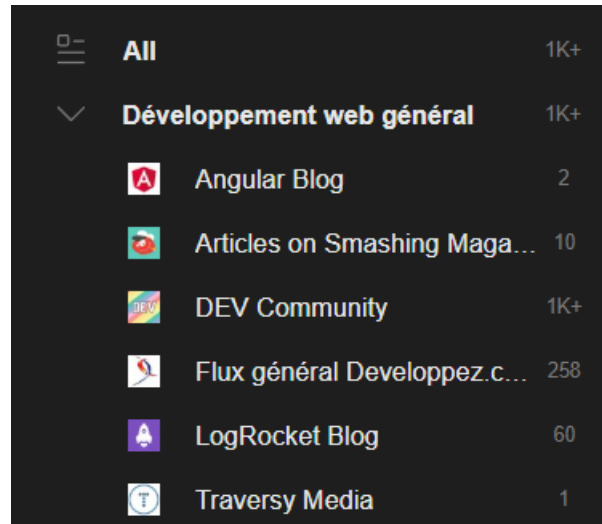 All 1K+
Développement web général 1K+
Angular Blog 2
Articles on Smashing Maga... 10
DEV DEV Community 1K+
Flux général Developpez.c... 258
LogRocket Blog 60
Traversy Media 1